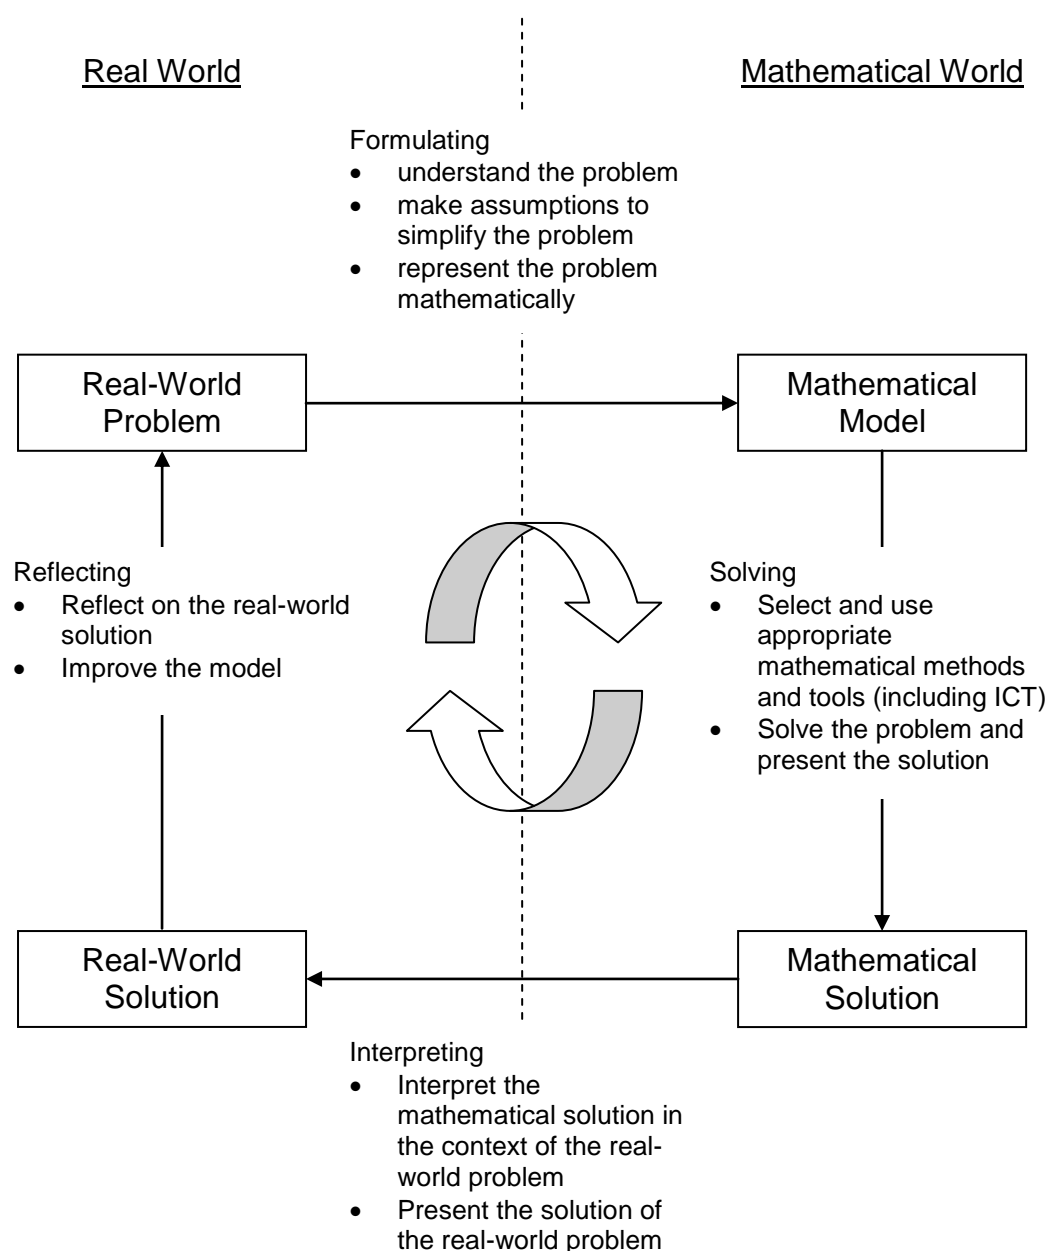 Real World
Mathematical World
Formulating
• understand the problem
• make assumptions to
simplify the problem
• represent the problem
mathematically
Real-World
Problem
Mathematical
Model
Reflecting
• Reflect on the real-world
solution
• Improve the model
Solving
• Select and use
appropriate
mathematical methods
and tools (including ICT)
• Solve the problem and
present the solution
Real-World
Solution
Mathematical
Solution
Interpreting
• Interpret the
mathematical solution in
the context of the real-
world problem
• Present the solution of
the real-world problem